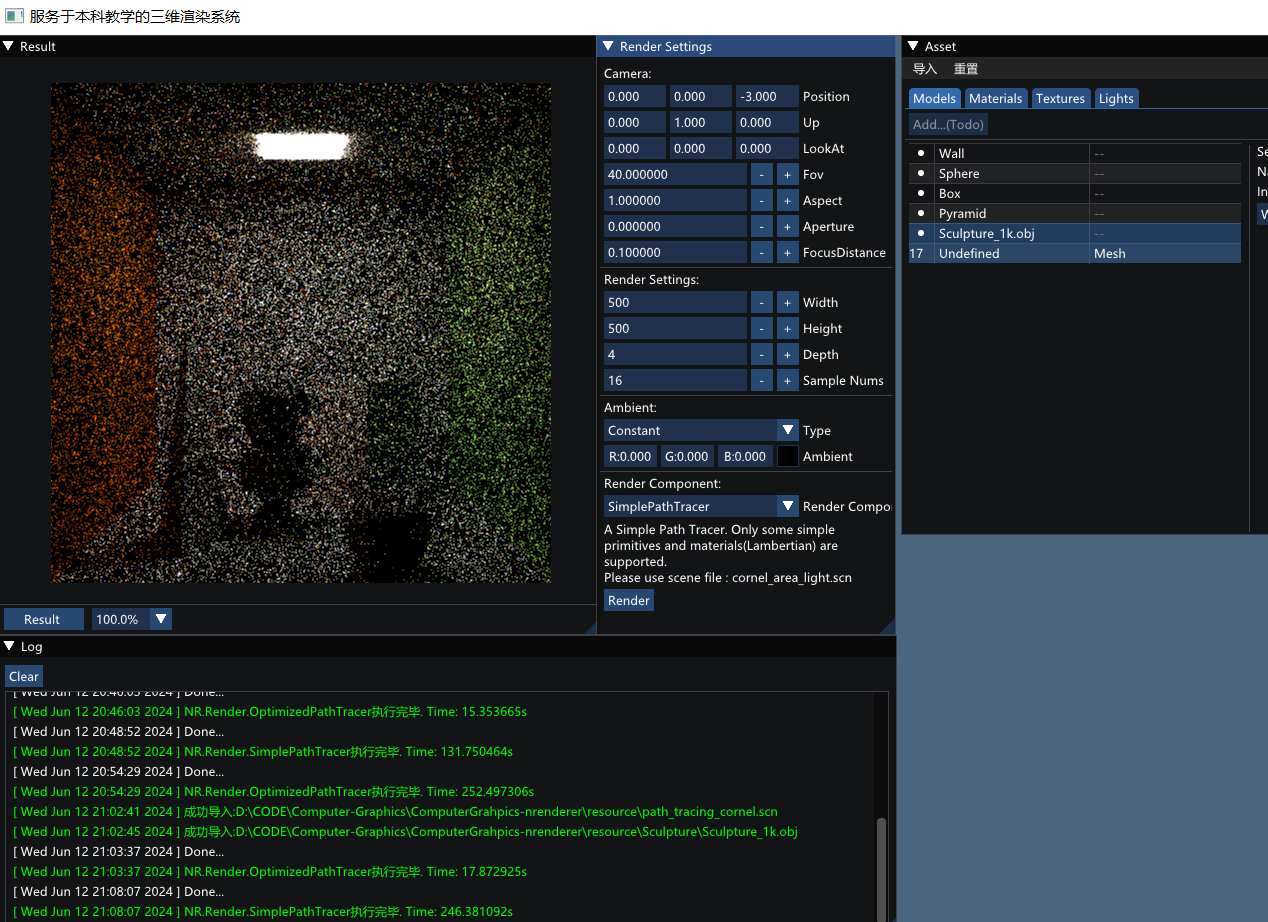 服务于本科教学的三维渲染系统
Result
Result
100.0%
Render Settings
Camera:
0.000 0.000 -3.000 Position
0.000 1.000 0.000 Up
0.000 0.000 0.000 LookAt
40.000000 - + Fov
1.000000 - + Aspect
0.000000 - + Aperture
0.100000 - + FocusDistance
Render Settings:
500 - + Width
500 - + Height
4 - + Depth
16 - + Sample Nums
Ambient:
Constant Type
R:0.000 G:0.000 B:0.000 Ambient
Render Component:
SimplePathTracer Render Compo
A Simple Path Tracer. Only some simple
primitives and materials(Lambertian) are
supported.
Please use scene file : cornel_area_light.scn
Render
Asset
导入 重置
Models Materials Textures Lights
Add...(Todo)
Wall --
Sphere --
Box --
Pyramid --
Sculpture_1k.obj --
17 Undefined Mesh
Log
Clear
[ Wed Jun 12 20:46:03 2024 ] Done...
[ Wed Jun 12 20:46:03 2024 ] NR.Render.OptimizedPathTracer执行完毕. Time: 15.353665s
[ Wed Jun 12 20:48:52 2024 ] Done...
[ Wed Jun 12 20:48:52 2024 ] NR.Render.SimplePathTracer执行完毕. Time: 131.750464s
[ Wed Jun 12 20:54:29 2024 ] Done...
[ Wed Jun 12 20:54:29 2024 ] NR.Render.OptimizedPathTracer执行完毕. Time: 252.497306s
[ Wed Jun 12 21:02:41 2024 ] 成功导入:D:\CODE\Computer-Graphics\ComputerGrahpics-nrenderer\resource\path_tracing_cornel.scn
[ Wed Jun 12 21:02:45 2024 ] 成功导入:D:\CODE\Computer-Graphics\ComputerGrahpics-nrenderer\resource\Sculpture\Sculpture_1k.obj
[ Wed Jun 12 21:03:37 2024 ] Done...
[ Wed Jun 12 21:03:37 2024 ] NR.Render.OptimizedPathTracer执行完毕. Time: 17.872925s
[ Wed Jun 12 21:08:07 2024 ] Done...
[ Wed Jun 12 21:08:07 2024 ] NR.Render.SimplePathTracer执行完毕. Time: 246.381092s